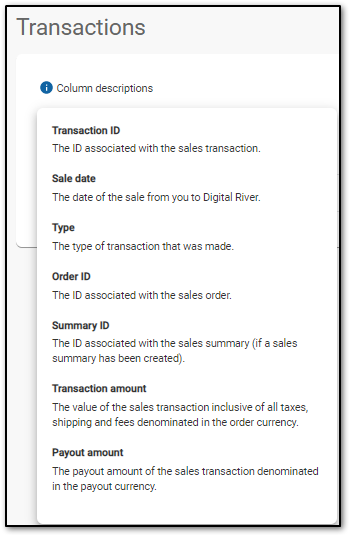 Transactions
Column descriptions
Transaction ID
The ID associated with the sales transaction.
Sale date
The date of the sale from you to Digital River.
Type
The type of transaction that was made.
Order ID
The ID associated with the sales order.
Summary ID
The ID associated with the sales summary (if a sales
summary has been created).
Transaction amount
The value of the sales transaction inclusive of all taxes,
shipping and fees denominated in the order currency.
Payout amount
The payout amount of the sales transaction denominated
in the payout currency.